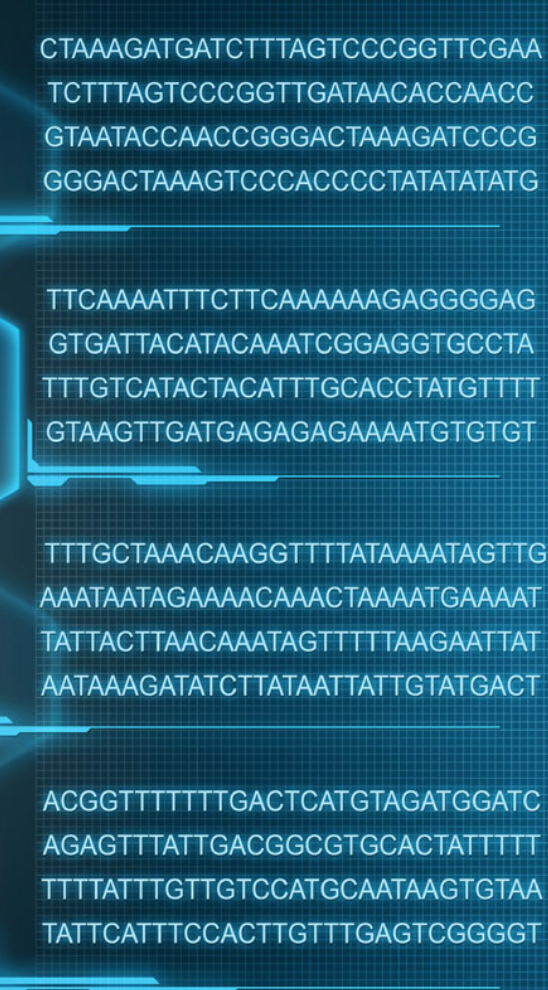 CTAAAGATGATCTTTAGTCCCGGTTCGAA
TCTTTAGTCCCGGTTGATAACACCAACC
GTAATACCAACCGGGACTAAAGATCCCG
GGGACTAAAGTCCCACCCCTATATATATG
TTCAAAATTTCTTCAAAAAAGAGGGGAG
GTGATTACATACAAATCGGAGGTGCCTA
TTTGTCATACTACATTTGCACCTATGTTTT
GTAAGTTGATGAGAGAGAAAATGTGTGT
TTTGCTAAACAAGGTTTTATAAAATAGTTG
AAATAATAGAAAACAAACTAAAATGAAAAT
TATTACTTAACAAATAGTTTTTAAGAATTAT
AATAAAGATATCTTATAATTATTGTATGACT
ACGGTTTTTTTGACTCATGTAGATGGATC
AGAGTTTATTGACGGCGTGCACTATTTTT
TTTTATTTGTTGTCCATGCAATAAGTGTAA
TATTCATTTCCACTTGTTTGAGTCGGGGT